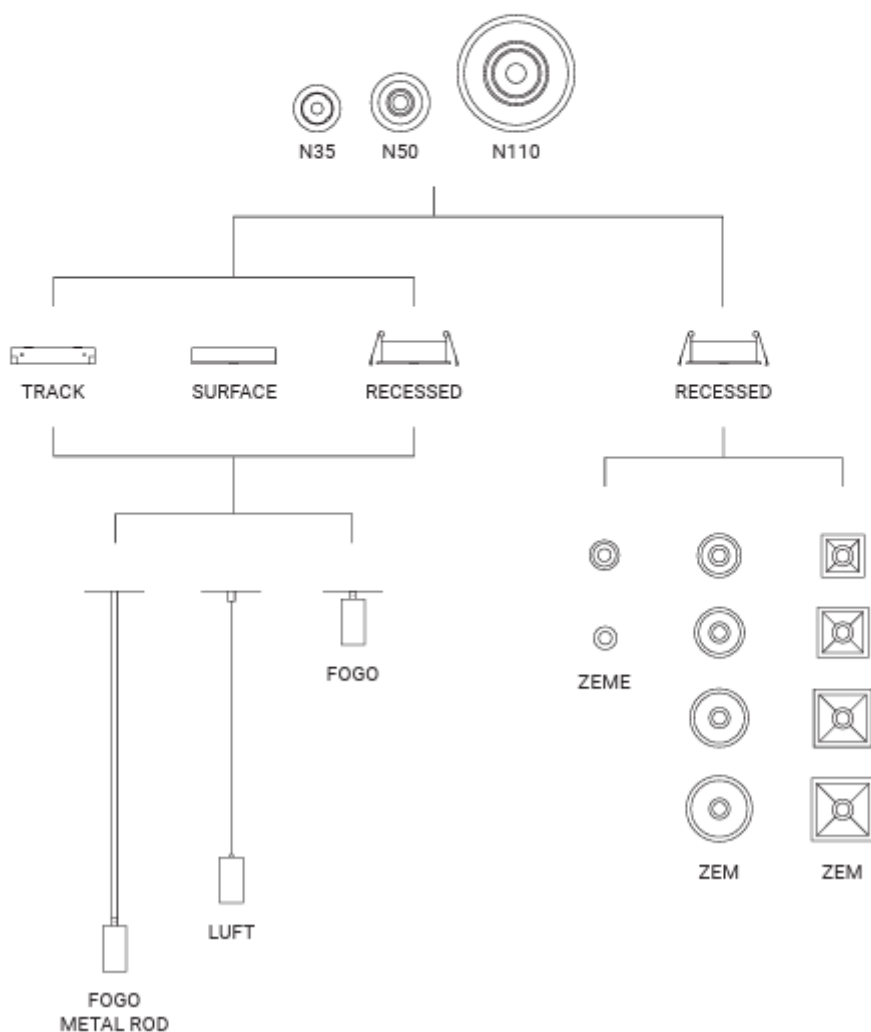 N35
N50
N110
TRACK
SURFACE
RECESSED
RECESSED
FOGO
ZEME
ZEM
ZEM
LUFT
FOGO
METAL ROD